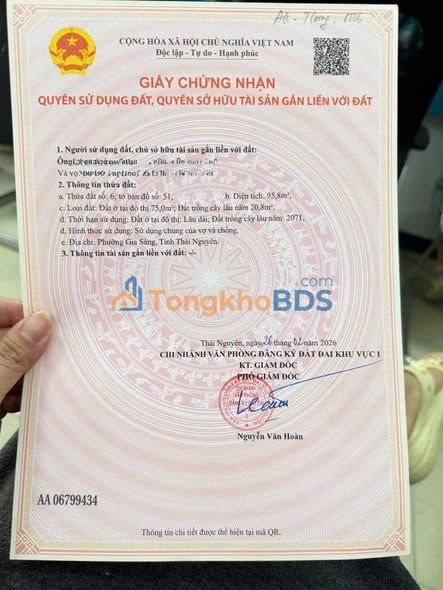 CỘNG HÒA XÃ HỘI CHỦ NGHĨA VIỆT NAM
Độc lập - Tự do - Hạnh phúc
GIẤY CHỨNG NHẬN
QUYỀN SỬ DỤNG ĐẤT, QUYỀN SỞ HỮU TÀI SẢN GẮN LIỀN VỚI ĐẤT
1. Người sử dụng đất, chủ sở hữu tài sản gắn liền với đất:
Và vợ
2. Thông tin thửa đất:
a. Thửa đất số: 6; tờ bản đồ số: 51, b. Diện tích: 95,8m²,
c. Loại đất: Đất ở tại đô thị 75,0m²; Đất trồng cây lâu năm 20,8m²,
d. Thời hạn sử dụng: Đất ở tại đô thị: Lâu dài; Đất trồng cây lâu năm: 2071,
đ. Hình thức sử dụng: Sử dụng chung của vợ và chồng,
e. Địa chỉ: Phường Gia Sàng, Tỉnh Thái Nguyên.
3. Thông tin tài sản gắn liền với đất: -/-
TongkhoBDS
.com
Thái Nguyên, ngày 26 tháng 02 năm 2026
CHI NHÁNH VĂN PHÒNG ĐĂNG KÝ ĐẤT ĐAI KHU VỰC 1
KT. GIÁM ĐỐC
PHÓ GIÁM ĐỐC
Nguyễn Văn Hoàn
AA 06799434
Thông tin chi tiết được thể hiện tại mã QR.